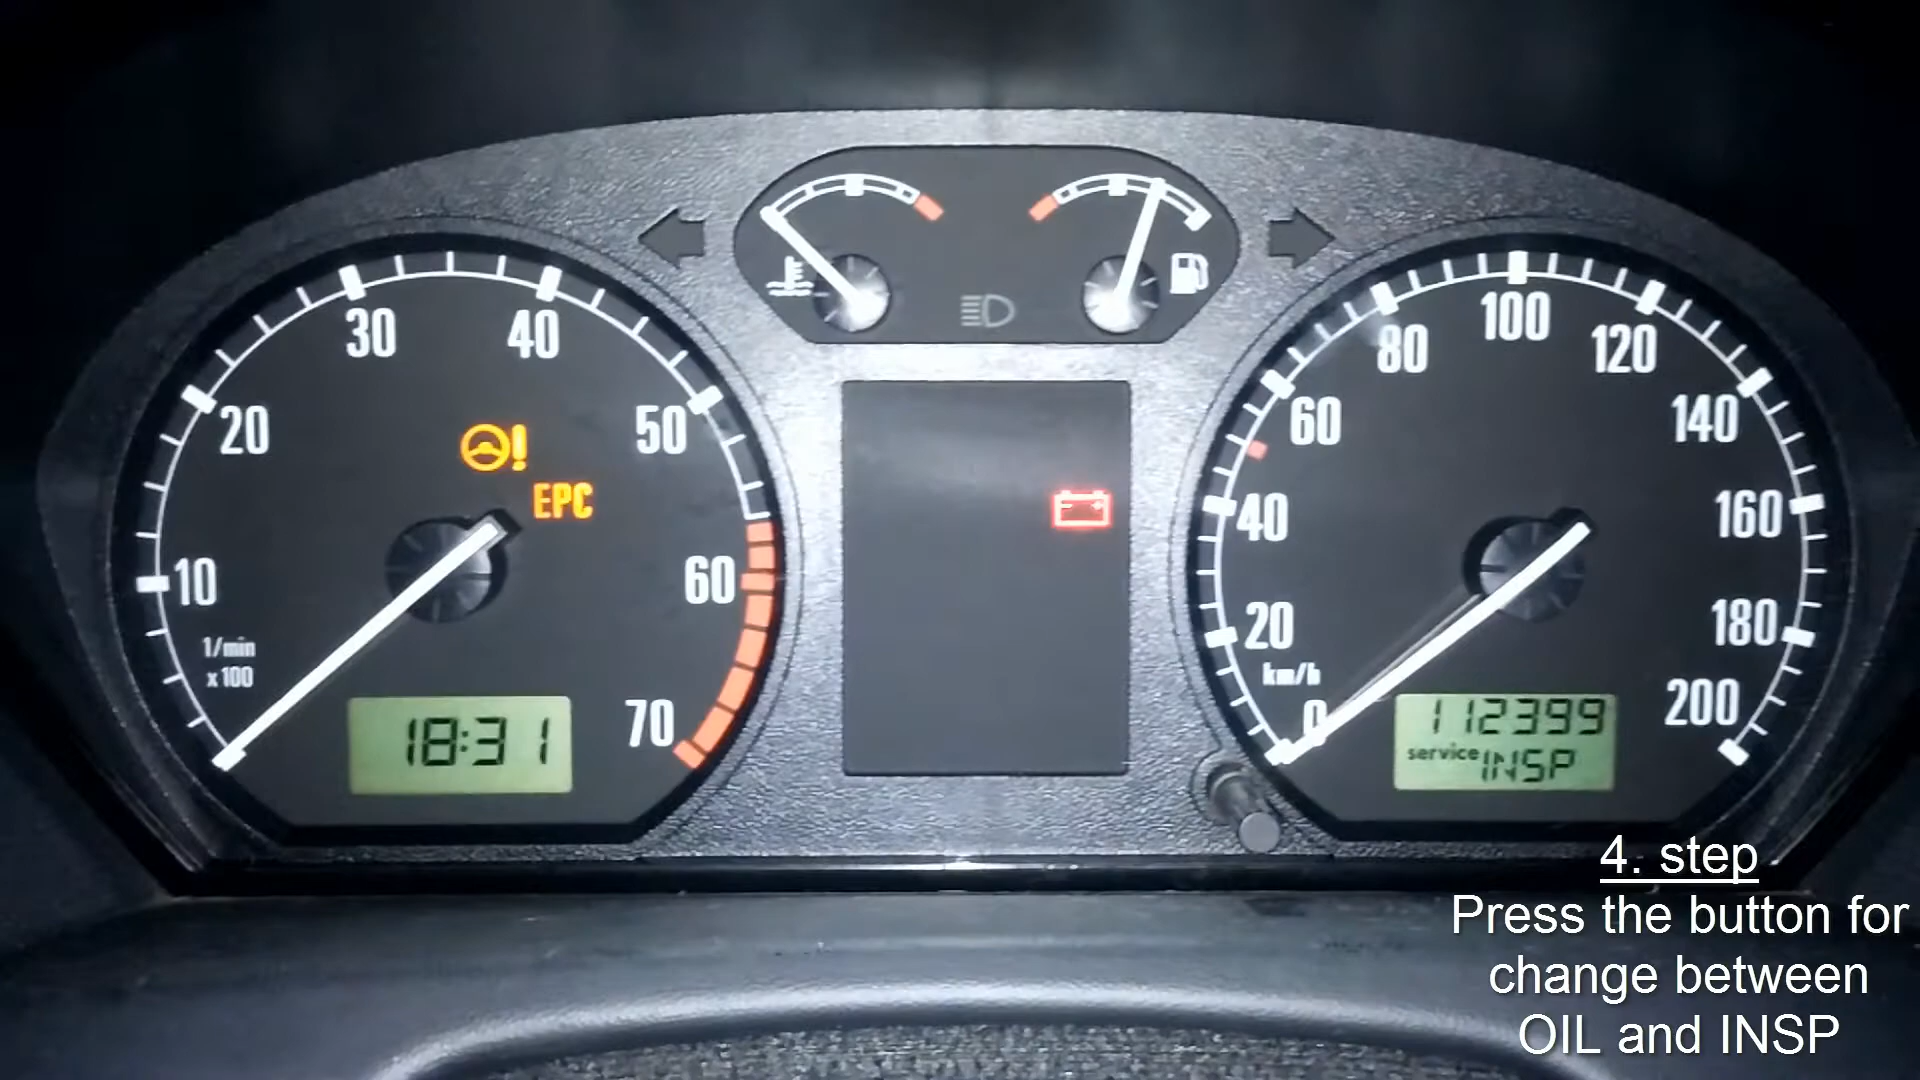 10
20
30
40
50
60
70
1/min
x100
EPC
18:31
0
20
40
60
80
100
120
140
160
180
200
km/h
112399
service INSP
4. step
Press the button for
change between
OIL and INSP